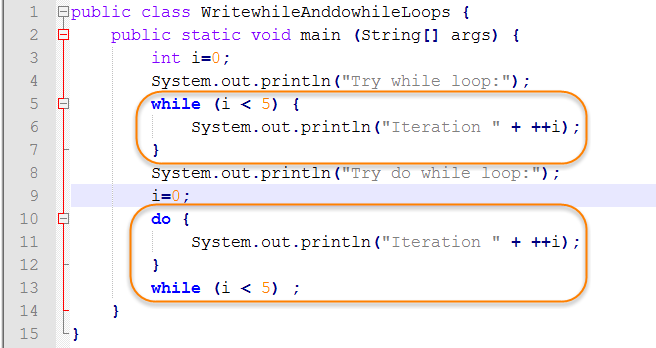 1 public class WritewhileAnddowhileLoops {
2 public static void main (String[] args) {
3 int i=0;
4 System.out.println("Try while loop:");
5 while (i < 5) {
6 System.out.println("Iteration " + ++i);
7 }
8 System.out.println("Try do while loop:");
9 i=0;
10 do {
11 System.out.println("Iteration " + ++i);
12 }
13 while (i < 5) ;
14 }
15 }